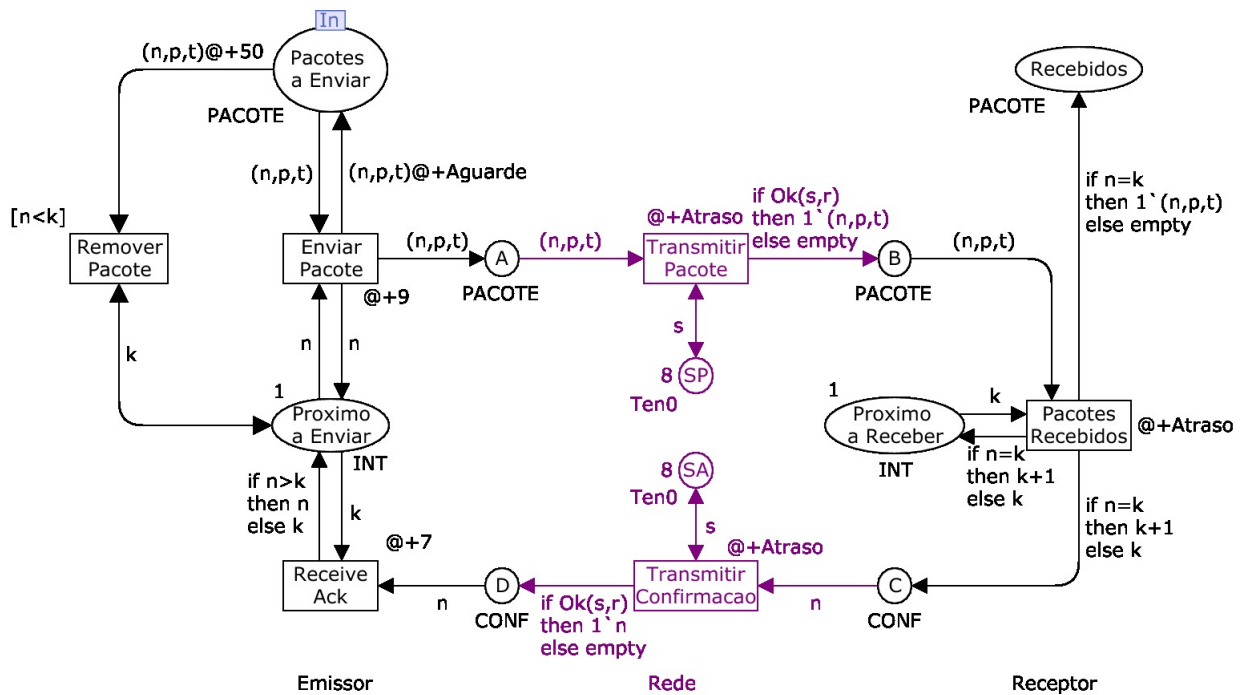 In
(n,p,t)@+50
Pacotes
a Enviar
PACOTE
Recebidos
PACOTE
(n,p,t)
(n,p,t)@+Aguarde
if n=k
then 1`(n,p,t)
else empty
[n<k]
Remover
Pacote
Enviar
Pacote
@+9
(n,p,t)
A
PACOTE
(n,p,t)
@+Atraso
Transmitir
Pacote
if Ok(s,r)
then 1`(n,p,t)
else empty
B
PACOTE
(n,p,t)
k
n
n
s
8
SP
Ten0
1
Proximo
a Enviar
INT
1
Proximo
a Receber
INT
k
Pacotes
Recebidos
@+Atraso
if n=k
then k+1
else k
if n>k
then n
else k
k
8
SA
Ten0
s
if n=k
then k+1
else k
@+7
Receive
Ack
n
D
CONF
if Ok(s,r)
then 1`n
else empty
@+Atraso
Transmitir
Confirmacao
n
C
CONF
Emissor
Rede
Receptor